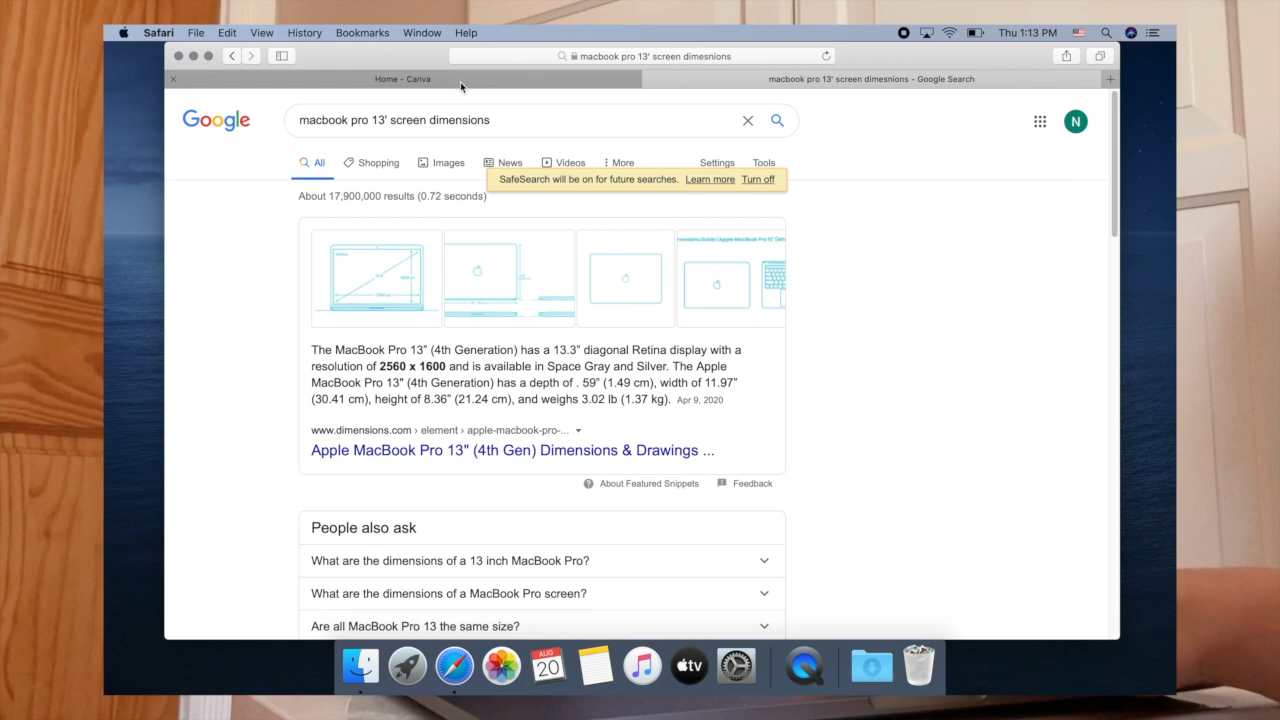 Safari File Edit View History Bookmarks Window Help Thu 1:13 PM
macbook pro 13' screen dimesnions
Home - Canva macbook pro 13' screen dimesnions - Google Search
Google macbook pro 13' screen dimensions N
All Shopping Images News Videos More Settings Tools
SafeSearch will be on for future searches. Learn more Turn off
About 17,900,000 results (0.72 seconds)
The MacBook Pro 13" (4th Generation) has a 13.3" diagonal Retina display with a
resolution of 2560 x 1600 and is available in Space Gray and Silver. The Apple
MacBook Pro 13" (4th Generation) has a depth of . 59" (1.49 cm), width of 11.97"
(30.41 cm), height of 8.36" (21.24 cm), and weighs 3.02 lb (1.37 kg). Apr 9, 2020
www.dimensions.com › element › apple-macbook-pro-...
Apple MacBook Pro 13" (4th Gen) Dimensions & Drawings ...
About Featured Snippets Feedback
People also ask
What are the dimensions of a 13 inch MacBook Pro?
What are the dimensions of a MacBook Pro screen?
Are all MacBook Pro 13 the same size?
AUG
20
tv